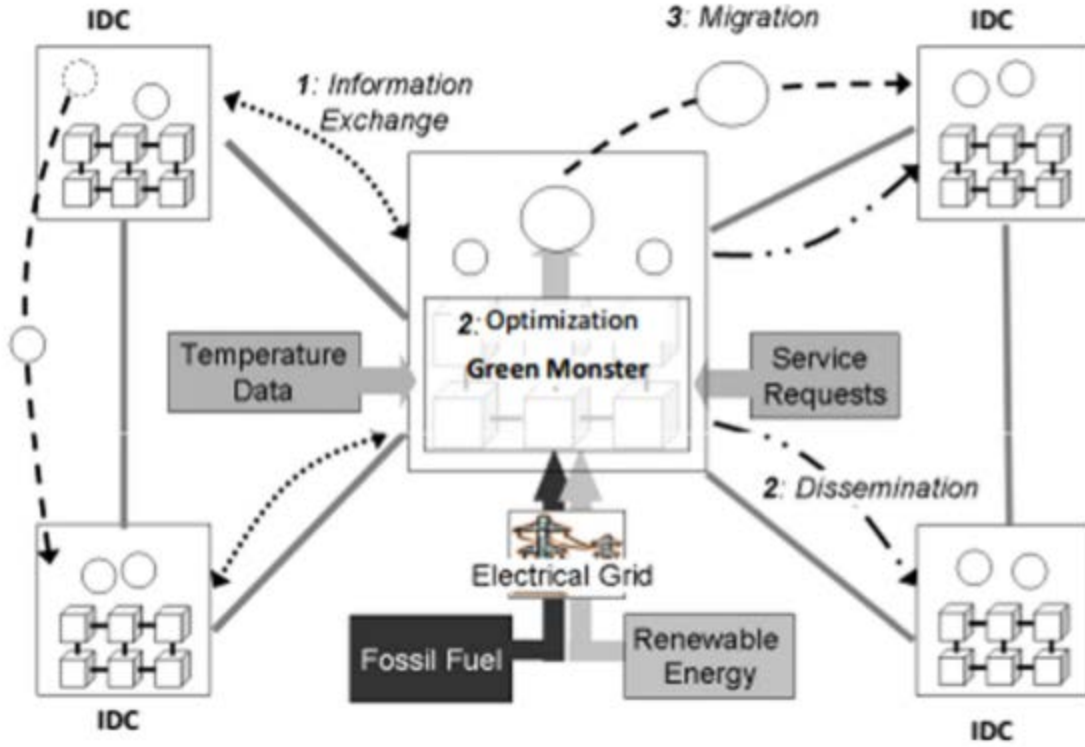 IDC
3: Migration
IDC
1: Information
Exchange
2: Optimization
Green Monster
Temperature
Data
Service
Requests
2: Dissemination
Electrical Grid
Fossil Fuel
Renewable
Energy
IDC
IDC